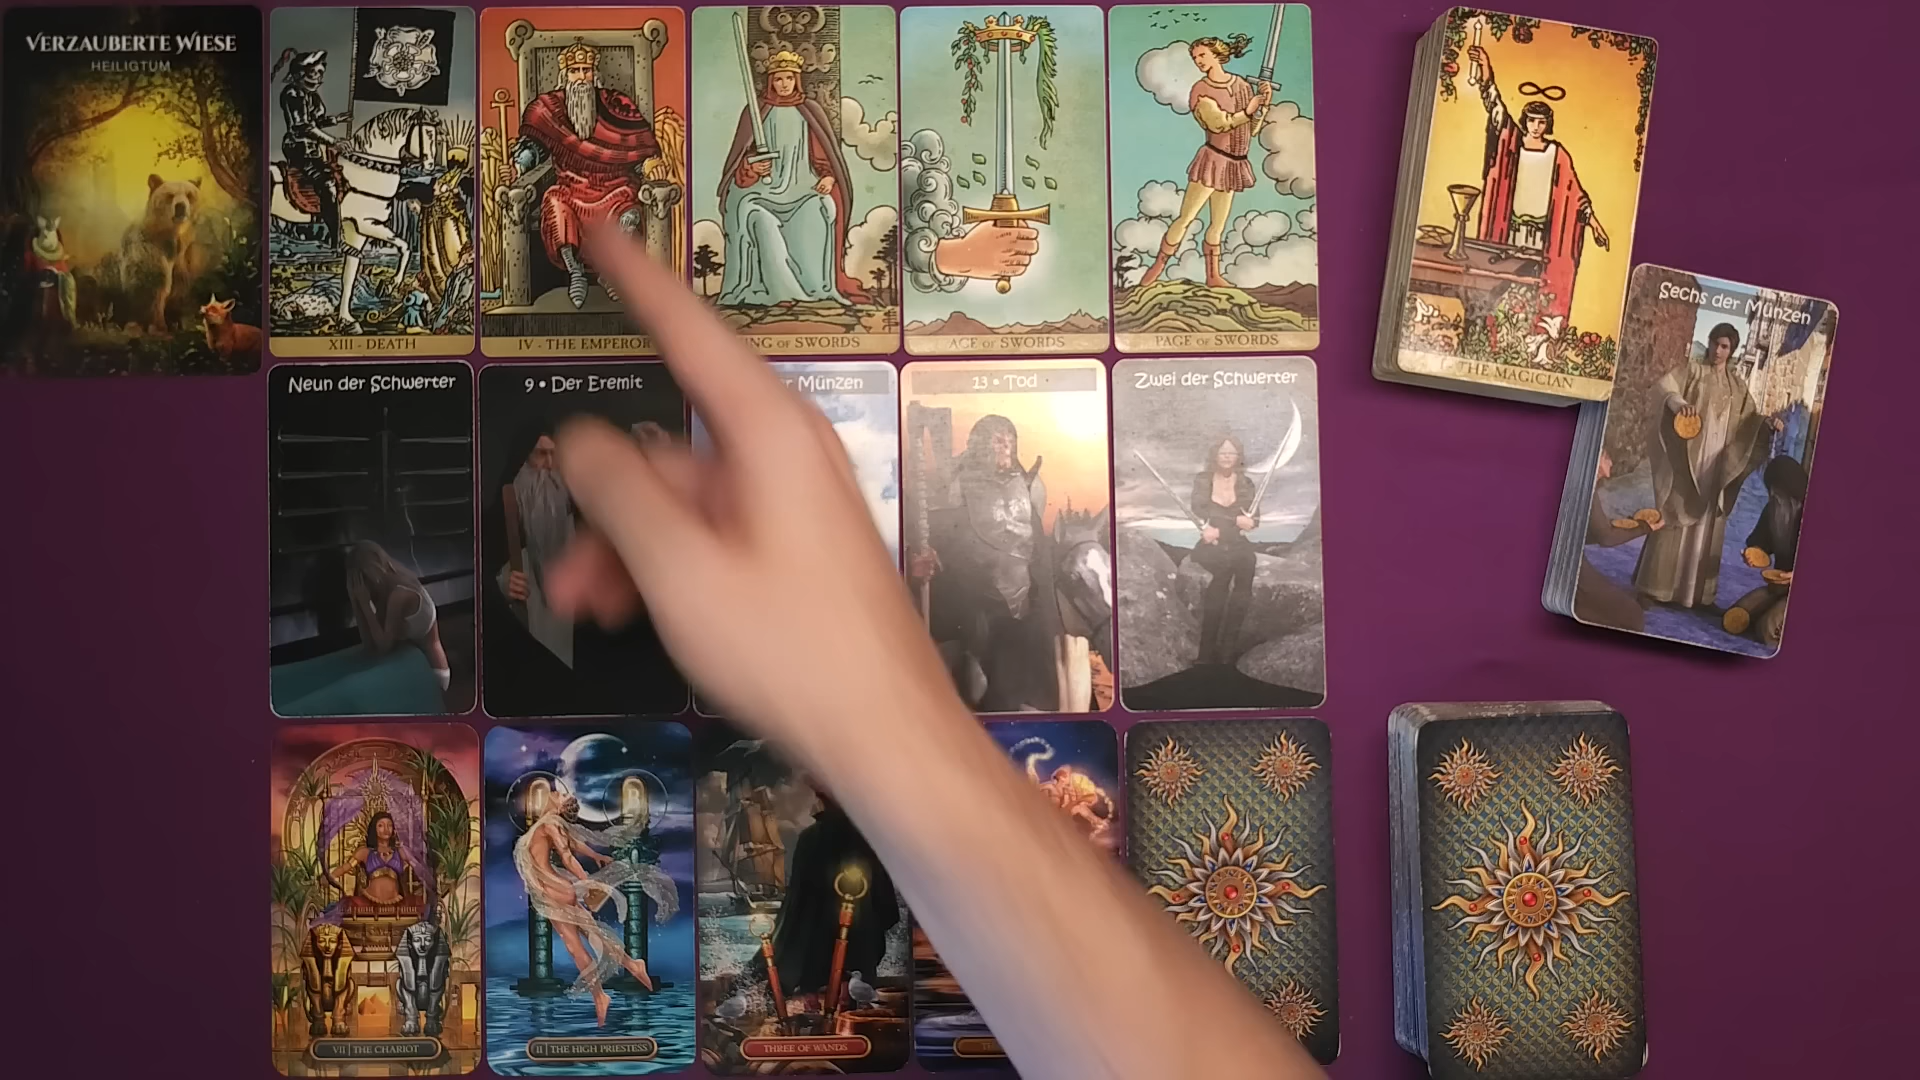 VERZAUBERTE WIESE
HEILIGTUM
XIII - DEATH
IV - THE EMPEROR
OF SWORDS
ACE OF SWORDS
PAGE OF SWORDS
THE MAGICIAN
Sechs der Münzen
Neun der Schwerter
9 • Der Eremit
Münzen
13 • Tod
Zwei der Schwerter
VII | THE CHARIOT
II | THE HIGH PRIESTESS
THREE OF WANDS